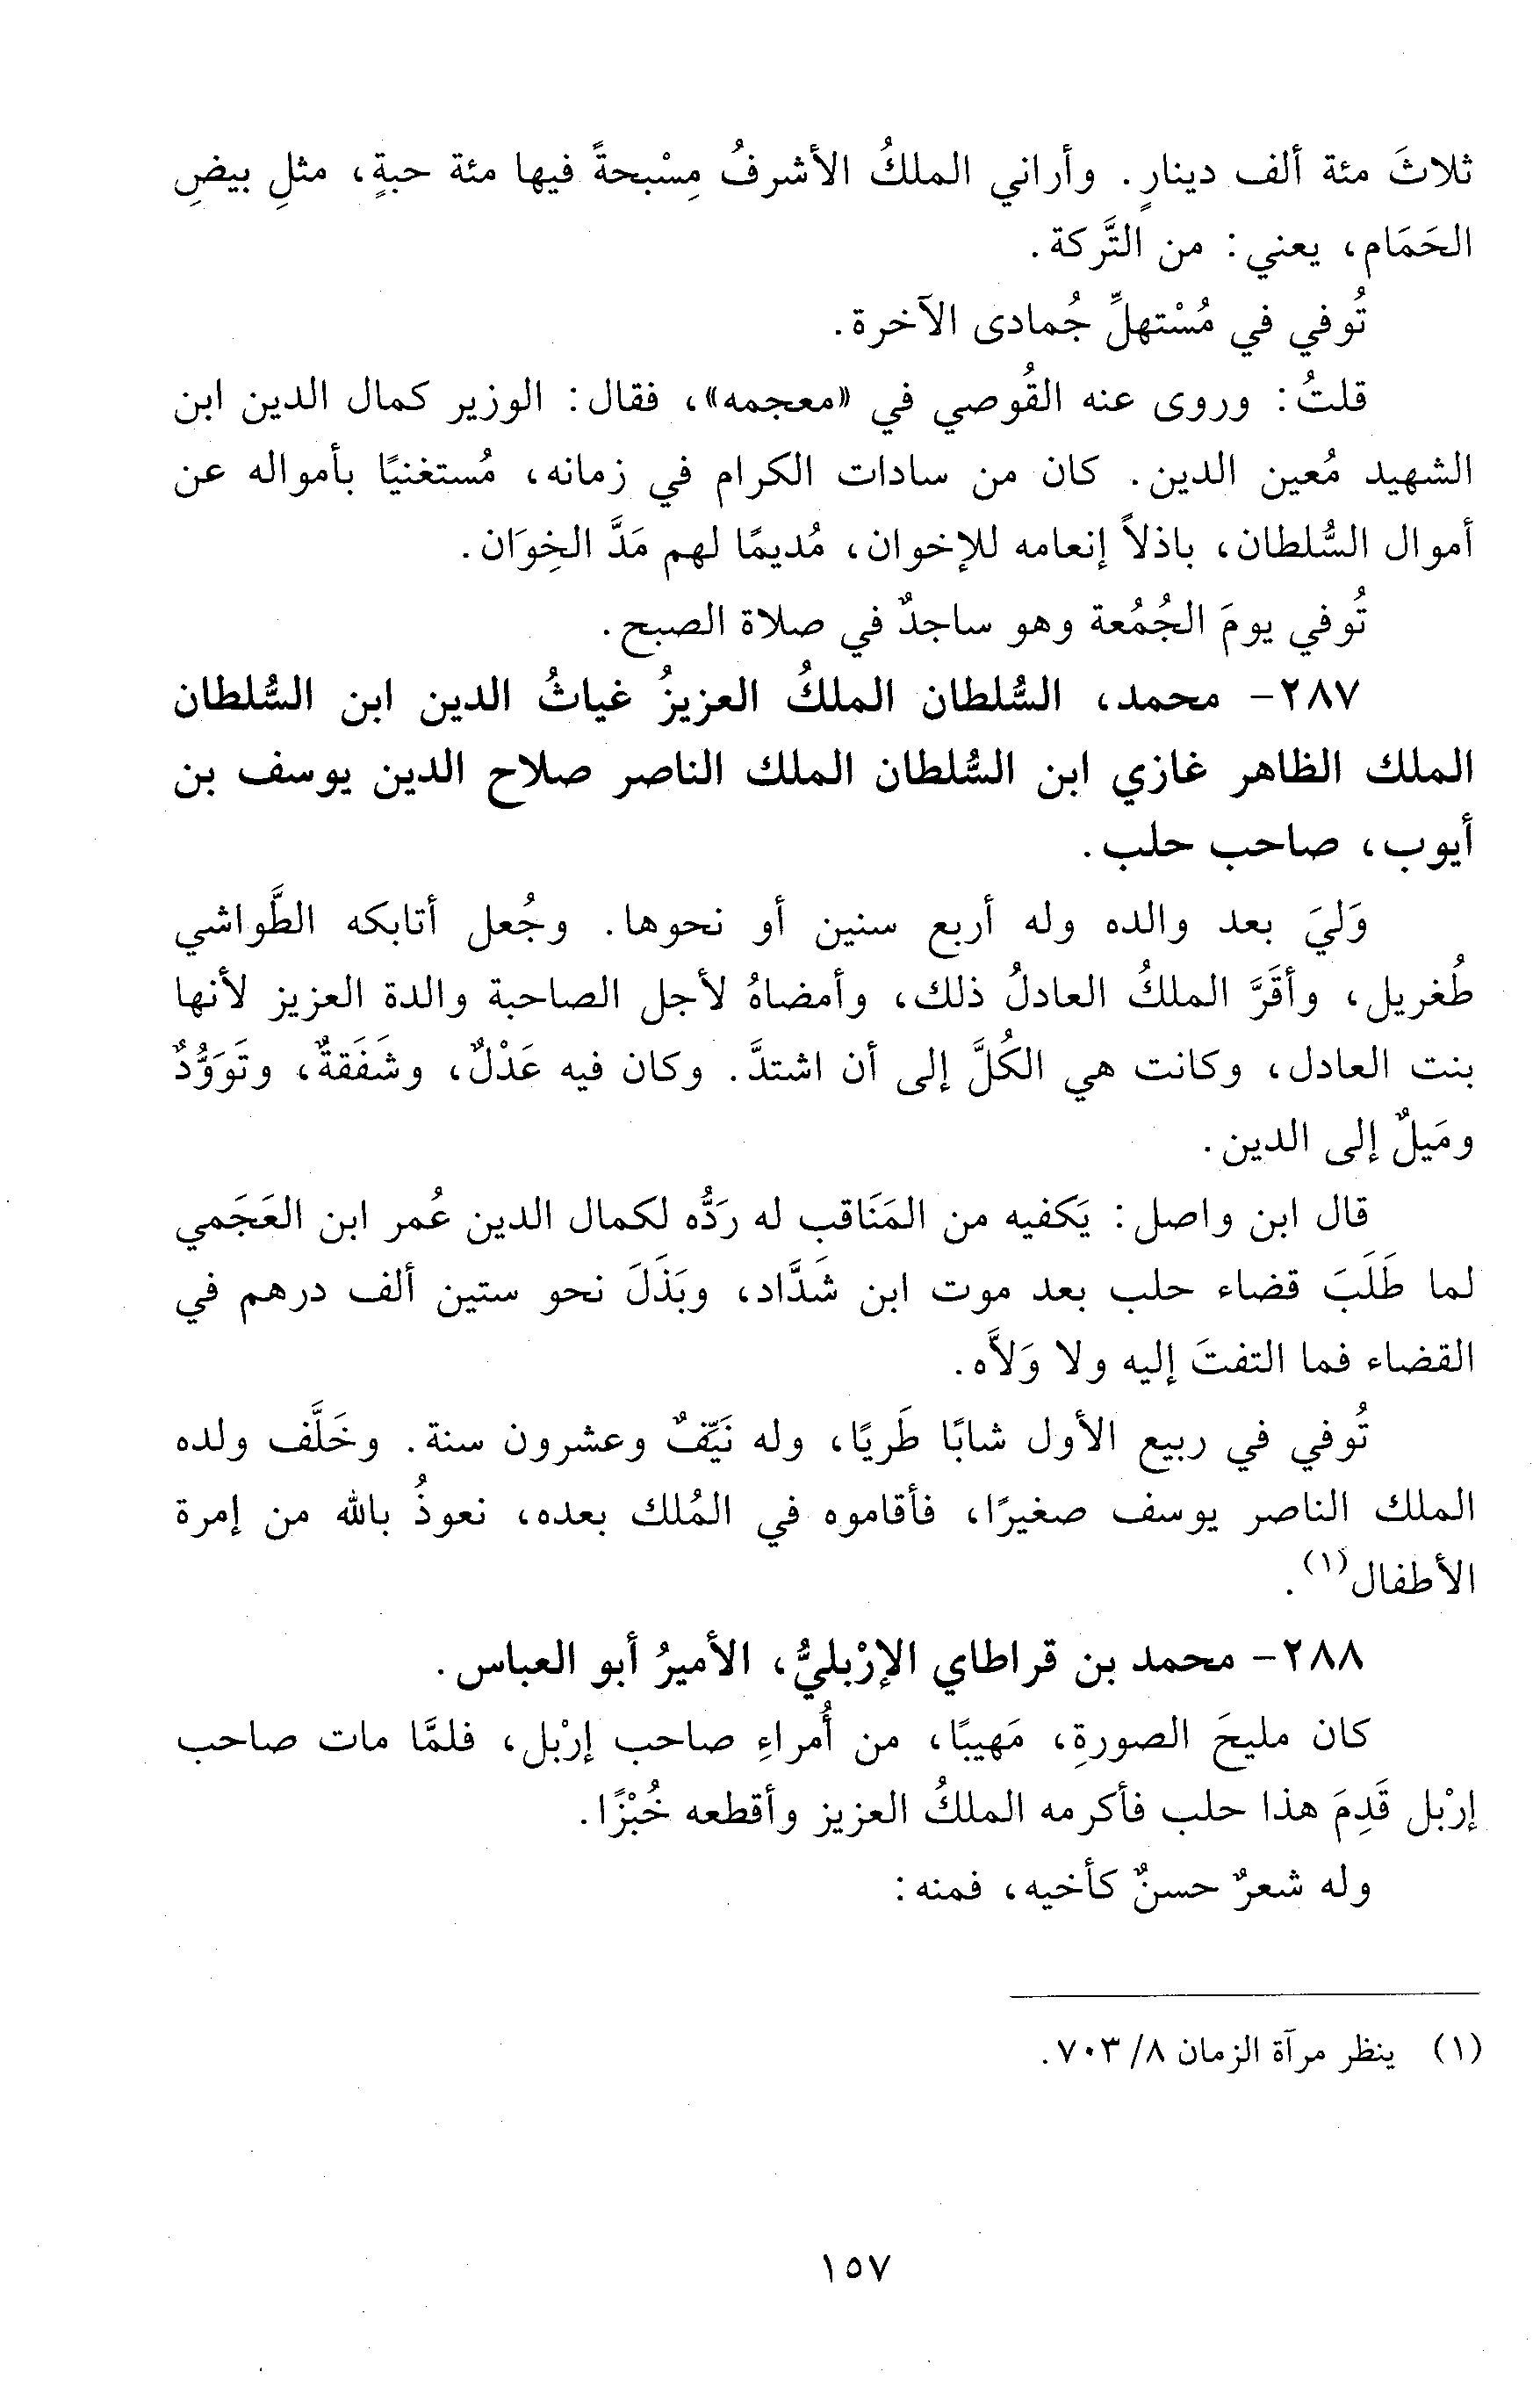 ثلاثَ مئة ألف دينارٍ. وأراني الملكُ الأشرفُ مِسْبحةً فيها مئة حبةٍ، مثلِ بيضِ
الحَمَام، يعني: من التَّركة.
تُوفي في مُسْتهلِّ جُمادى الآخرة.
قلتُ: وروى عنه القُوصي في «معجمه»، فقال: الوزير كمال الدين ابن
الشهيد مُعين الدين. كان من سادات الكرام في زمانه، مُستغنيًا بأمواله عن
أموال السُّلطان، باذلاً إنعامه للإخوان، مُديمًا لهم مَدَّ الخِوَان.
تُوفي يومَ الجُمُعة وهو ساجدٌ في صلاة الصبح.
٢٨٧- محمد، السُّلطان الملكُ العزيزُ غياثُ الدين ابن السُّلطان
الملك الظاهر غازي ابن السُّلطان الملك الناصر صلاح الدين يوسف بن
أيوب، صاحب حلب.
وَليَ بعد والده وله أربع سنين أو نحوها. وجُعل أتابكه الطَّواشي
طُغريل، وأقَرَّ الملكُ العادلُ ذلك، وأمضاهُ لأجل الصاحبة والدة العزيز لأنها
بنت العادل، وكانت هي الكُلَّ إلى أن اشتدَّ. وكان فيه عَدْلٌ، وشَفَقةٌ، وتَوَوُّدٌ
ومَيلٌ إلى الدين.
قال ابن واصل: يَكفيه من المَنَاقب له رَدُّه لكمال الدين عُمر ابن العَجَمي
لما طَلَبَ قضاء حلب بعد موت ابن شَدَّاد، وبَذَلَ نحو ستين ألف درهم في
القضاء فما التفتَ إليه ولا وَلاَّه.
تُوفي في ربيع الأول شابًا طَريًا، وله نَيِّفٌ وعشرون سنة. وخَلَّف ولده
الملك الناصر يوسف صغيرًا، فأقاموه في المُلك بعده، نعوذُ بالله من إمرة
الأطفال(١).
٢٨٨- محمد بن قراطاي الإرْبليُّ، الأميرُ أبو العباس.
كان مليحَ الصورةِ، مَهيبًا، من أُمراءِ صاحب إرْبل، فلمَّا مات صاحب
إرْبل قَدِمَ هذا حلب فأكرمه الملكُ العزيز وأقطعه خُبْزًا.
وله شعرٌ حسنٌ كأخيه، فمنه:
(١) ينظر مرآة الزمان ٨/ ٧٠٣.
١٥٧